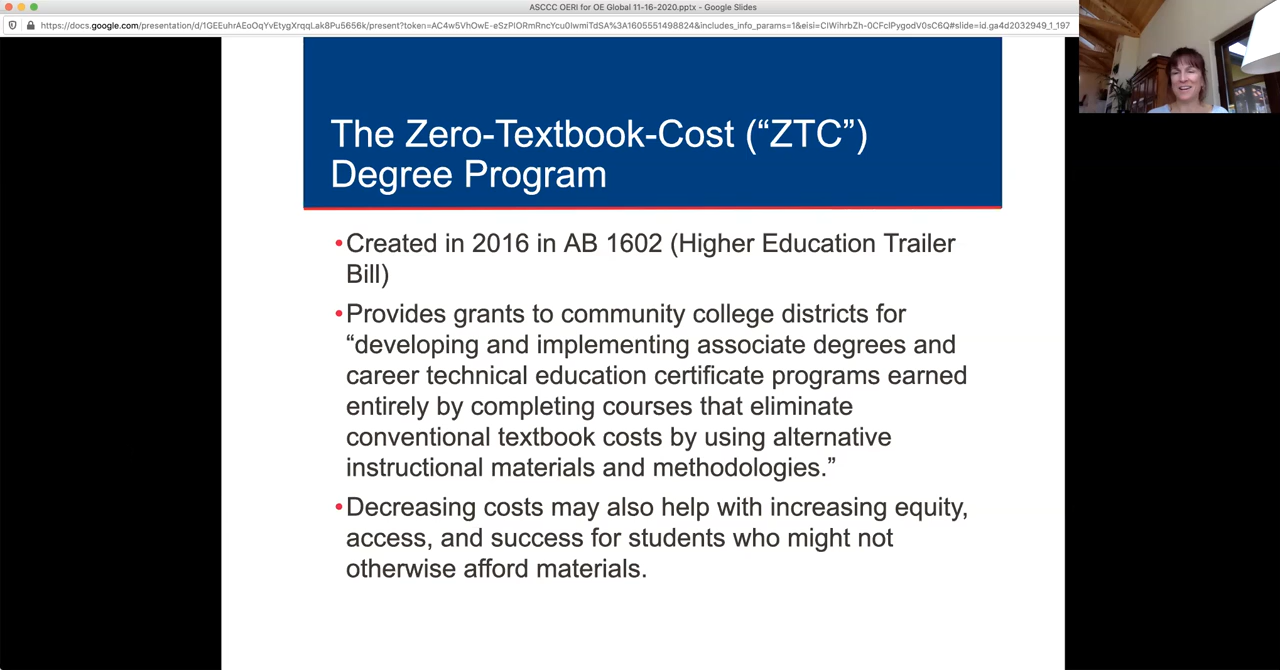 ASCCC OERI for OE Global 11-16-2020.pptx - Google Slides
https://docs.google.com/presentation/d/1GEEuhrAEoOqYvEtygXrqqLak8Pu5656k/present?token=AC4w5VhOwE-eSzPiORmRncYcu0IwmiTdSA%3A1605551498824&includes_info_params=1&eisi=CIWihrbZh-0CFcIPygodV0sC6Q#slide=id.ga4d2032949_1_197
The Zero-Textbook-Cost (“ZTC”)
Degree Program
•Created in 2016 in AB 1602 (Higher Education Trailer
Bill)
•Provides grants to community college districts for
“developing and implementing associate degrees and
career technical education certificate programs earned
entirely by completing courses that eliminate
conventional textbook costs by using alternative
instructional materials and methodologies.”
•Decreasing costs may also help with increasing equity,
access, and success for students who might not
otherwise afford materials.